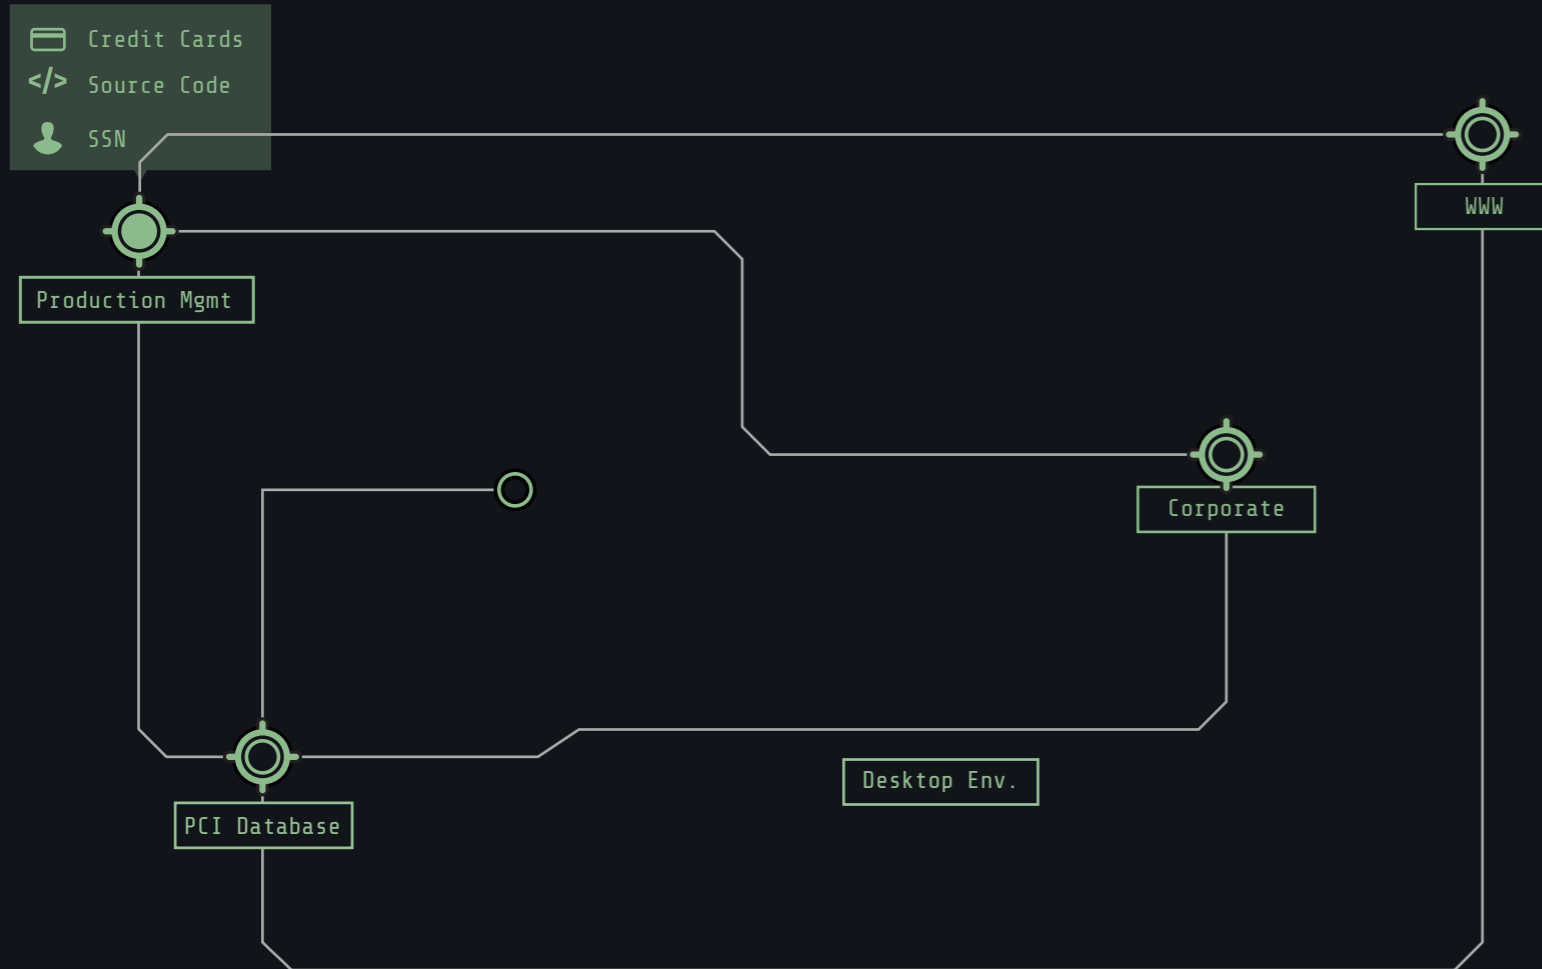 Credit Cards
</> Source Code
SSN
WWW
Production Mgmt
Corporate
Desktop Env.
PCI Database